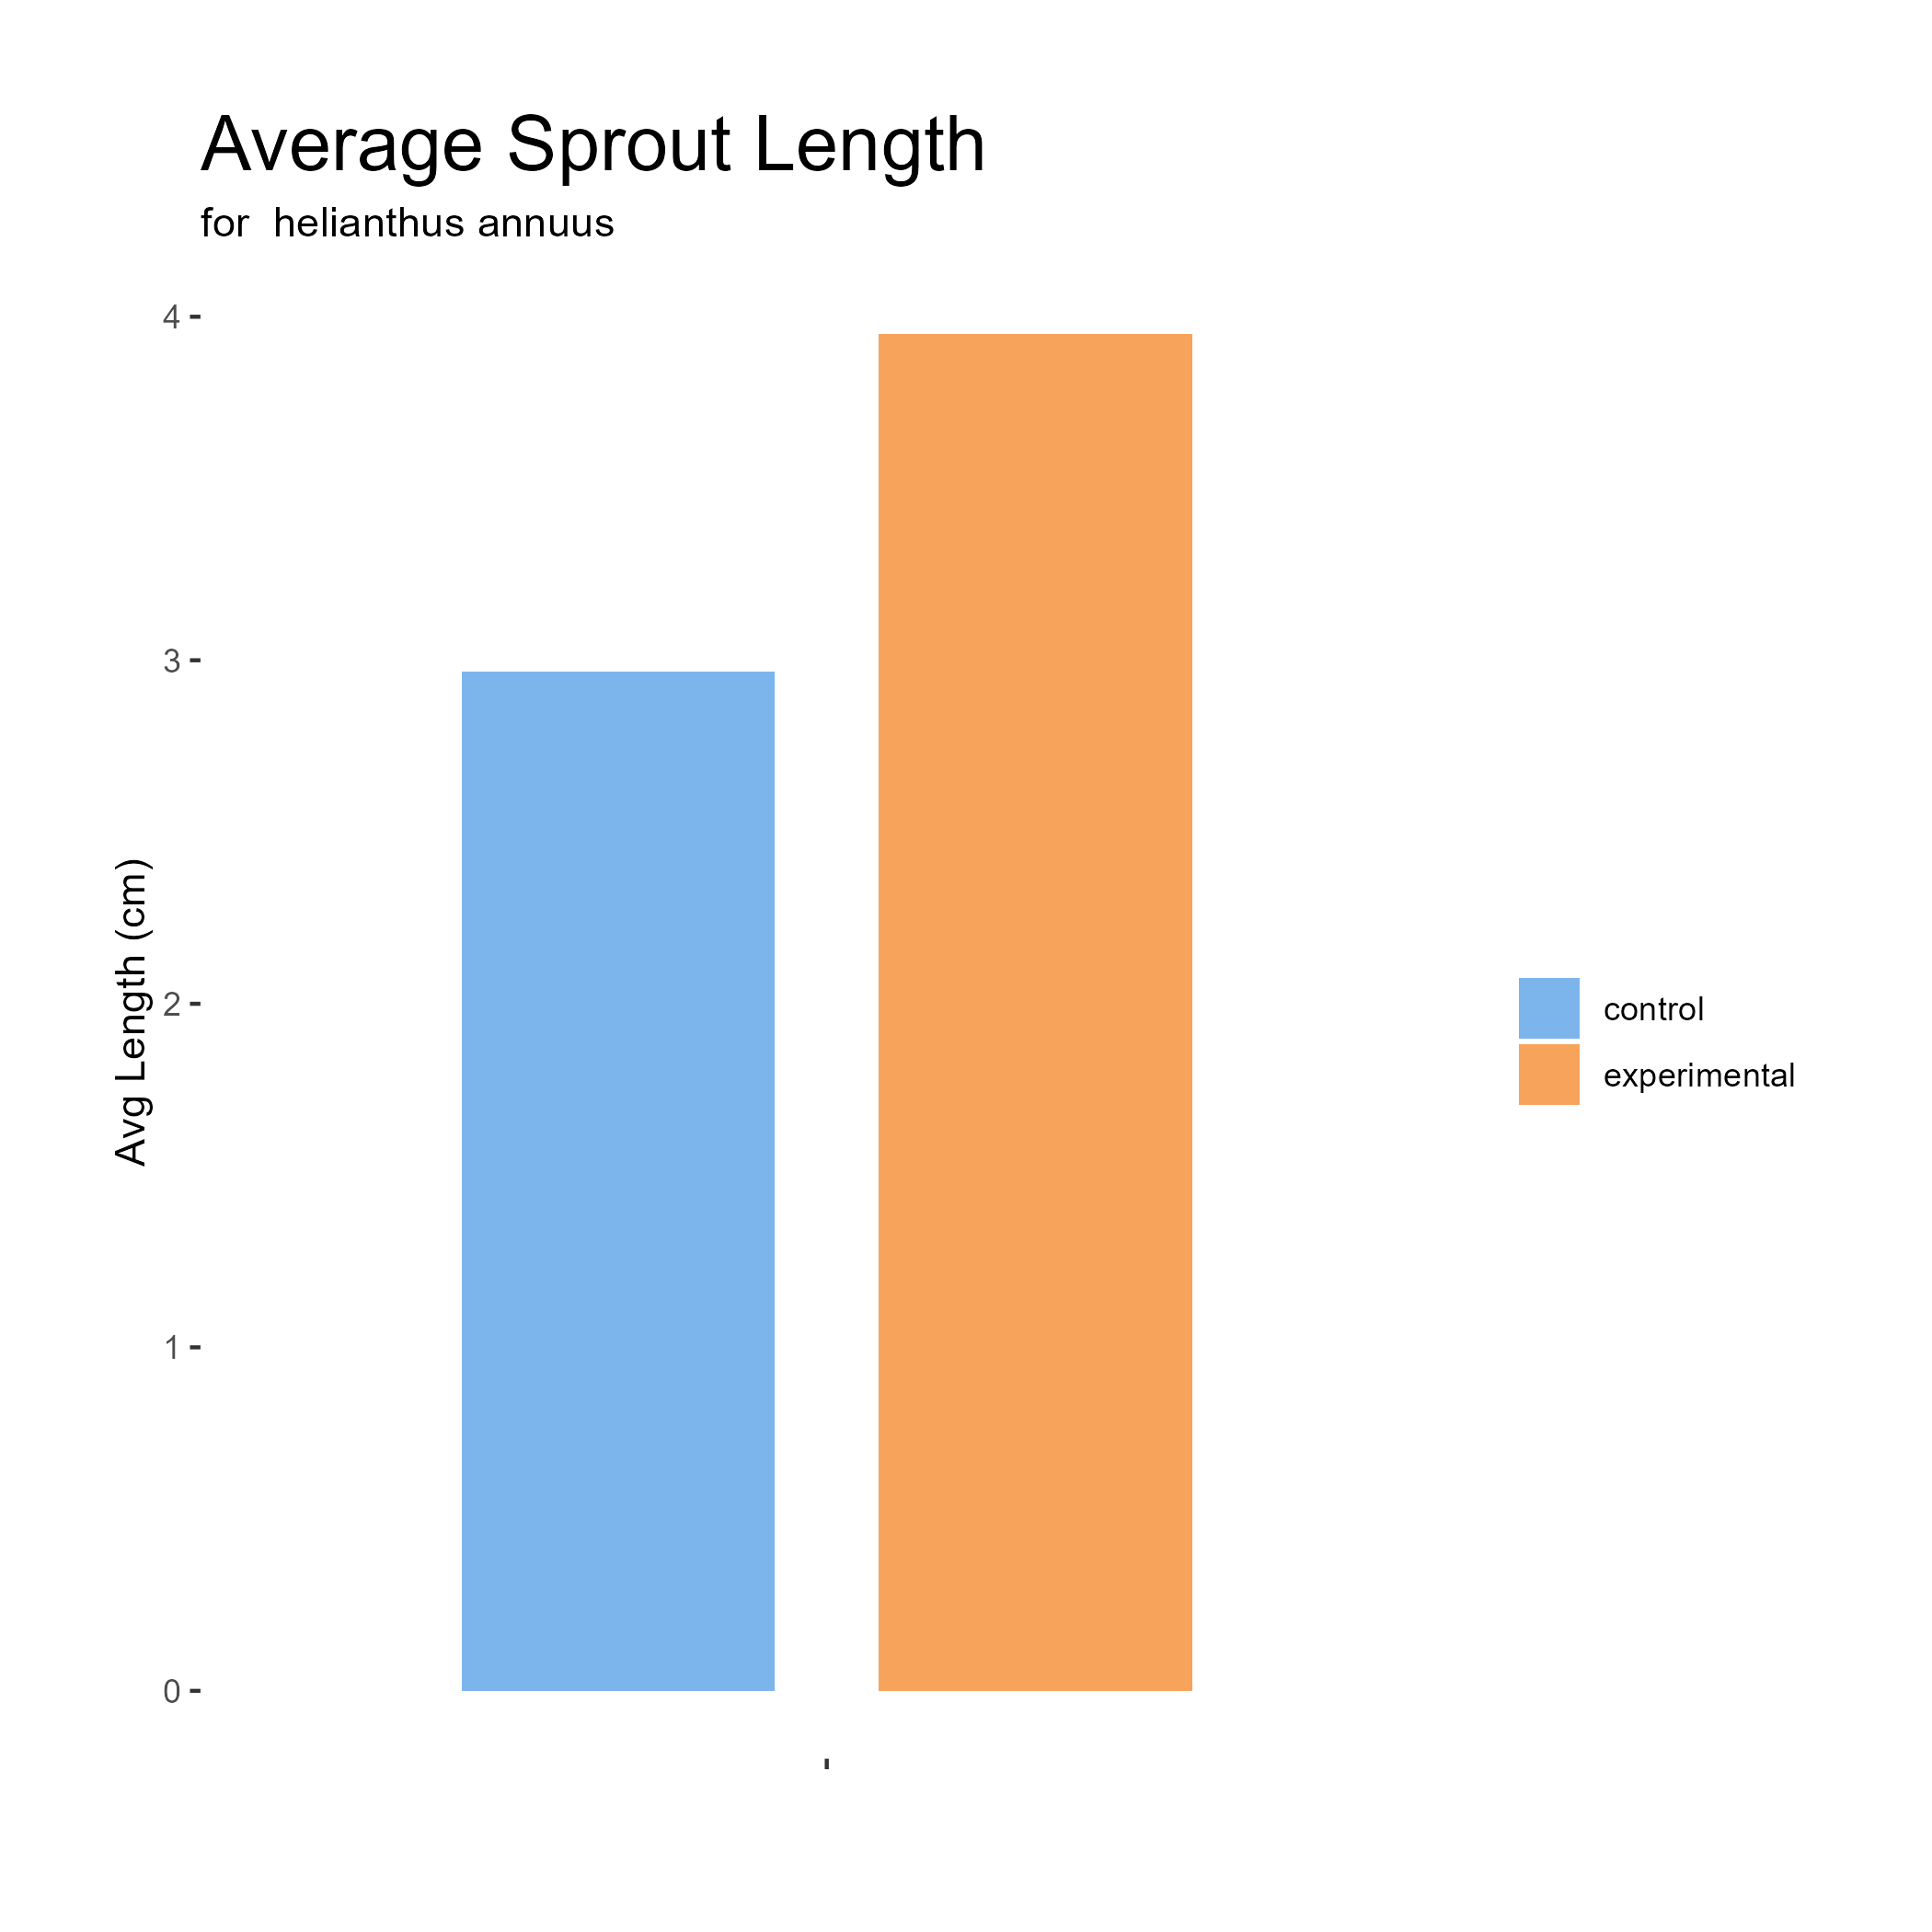 Average Sprout Length
for  helianthus annuus
4
3
2
1
0
Avg Length (cm)
control
experimental